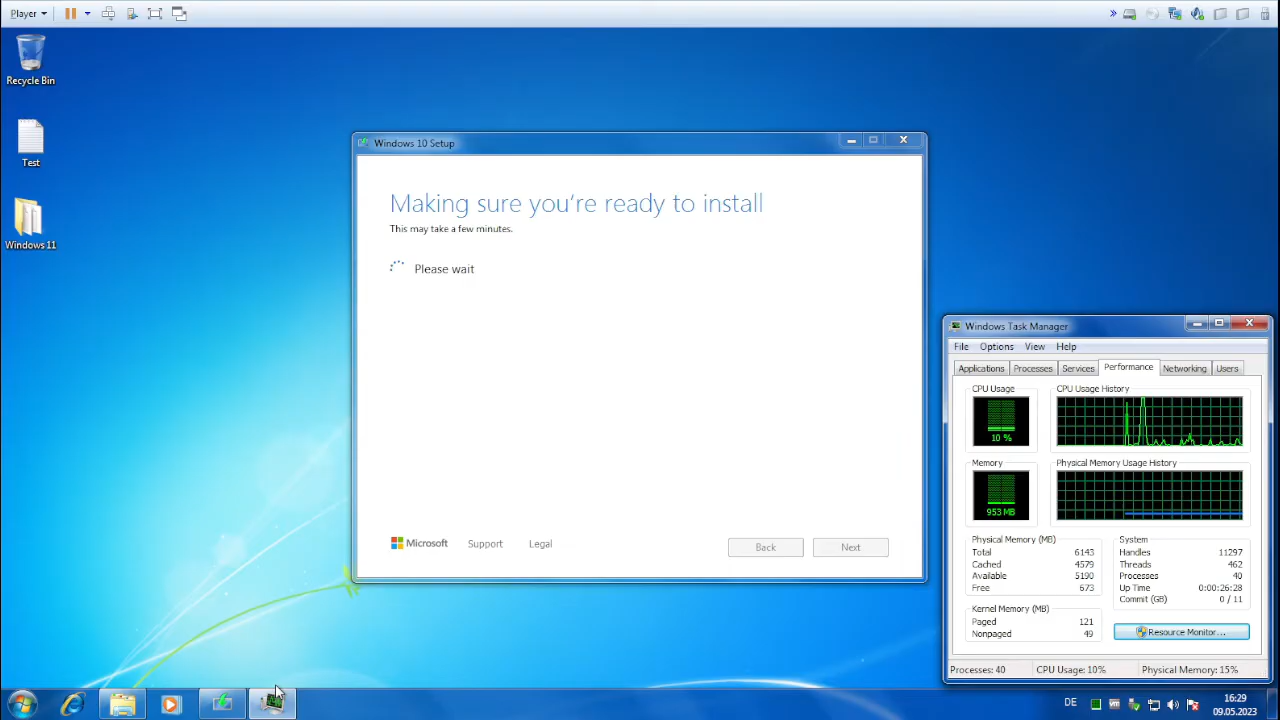 Player
Recycle Bin
Test
Windows 11
Windows 10 Setup
Making sure you're ready to install
This may take a few minutes.
Please wait
Microsoft
Support
Legal
Back
Next
Windows Task Manager
File Options View Help
Applications Processes Services Performance Networking Users
CPU Usage
CPU Usage History
10 %
Memory
Physical Memory Usage History
953 MB
Physical Memory (MB)
Total 6143
Cached 4579
Available 5190
Free 673
Kernel Memory (MB)
Paged 121
Nonpaged 49
System
Handles 11297
Threads 462
Processes 40
Up Time 0:00:26:28
Commit (GB) 0 / 11
Resource Monitor...
Processes: 40 CPU Usage: 10% Physical Memory: 15%
DE
16:29
09.05.2023